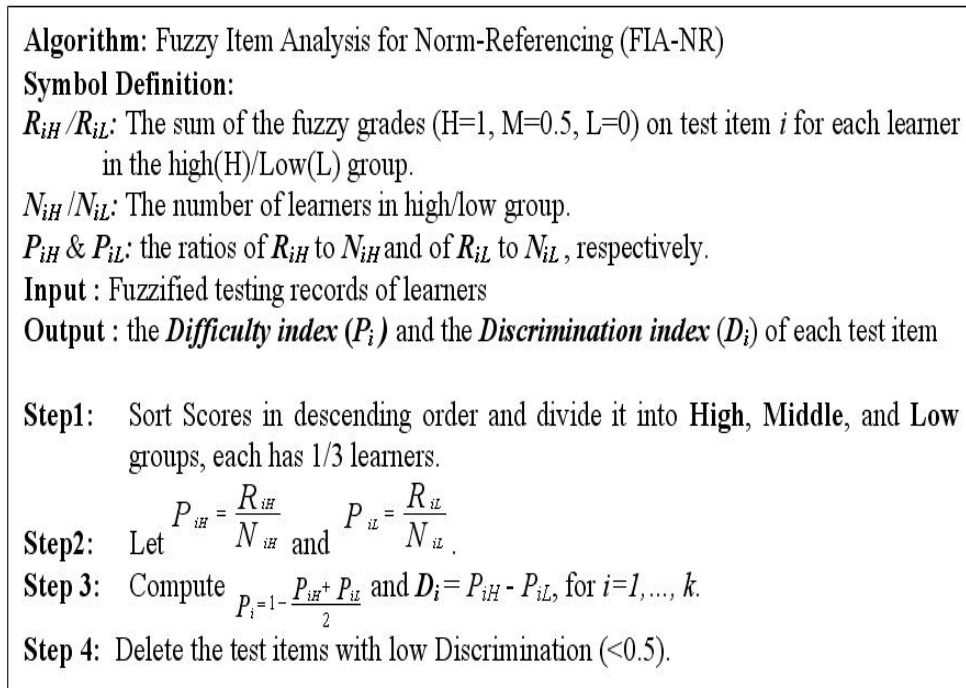 Algorithm: Fuzzy Item Analysis for Norm-Referencing (FIA-NR)
Symbol Definition:
R_iH /R_iL: The sum of the fuzzy grades (H=1, M=0.5, L=0) on test item i for each learner
in the high(H)/Low(L) group.
N_iH /N_iL: The number of learners in high/low group.
P_iH & P_iL: the ratios of R_iH to N_iH and of R_iL to N_iL , respectively.
Input : Fuzzified testing records of learners
Output : the Difficulty index (P_i ) and the Discrimination index (D_i) of each test item
Step1: Sort Scores in descending order and divide it into High, Middle, and Low
groups, each has 1/3 learners.
Step2: Let P_iH = R_iH / N_iH and P_iL = R_iL / N_iL .
Step 3: Compute P_i = 1 - (P_iH + P_iL) / 2 and D_i = P_iH - P_iL, for i=1,..., k.
Step 4: Delete the test items with low Discrimination (<0.5).